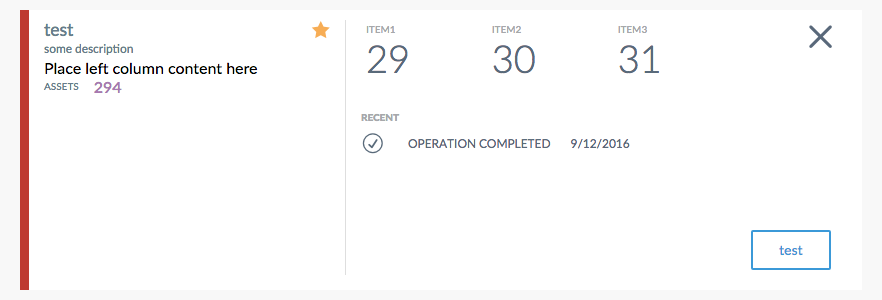 test
some description
Place left column content here
ASSETS 294
ITEM1 ITEM2 ITEM3
29 30 31
RECENT
OPERATION COMPLETED 9/12/2016
test